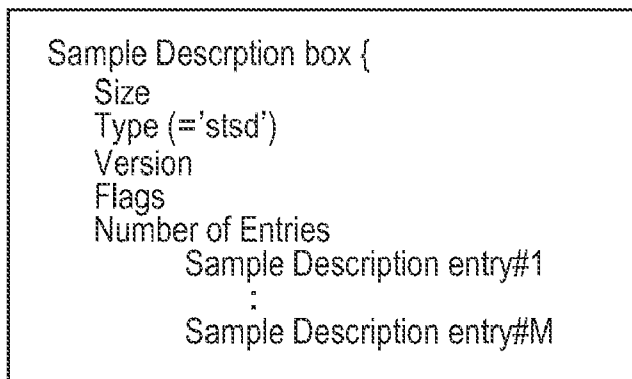 Sample Descrption box {
Size
Type (='stsd')
Version
Flags
Number of Entries
Sample Description entry#1
:
Sample Description entry#M